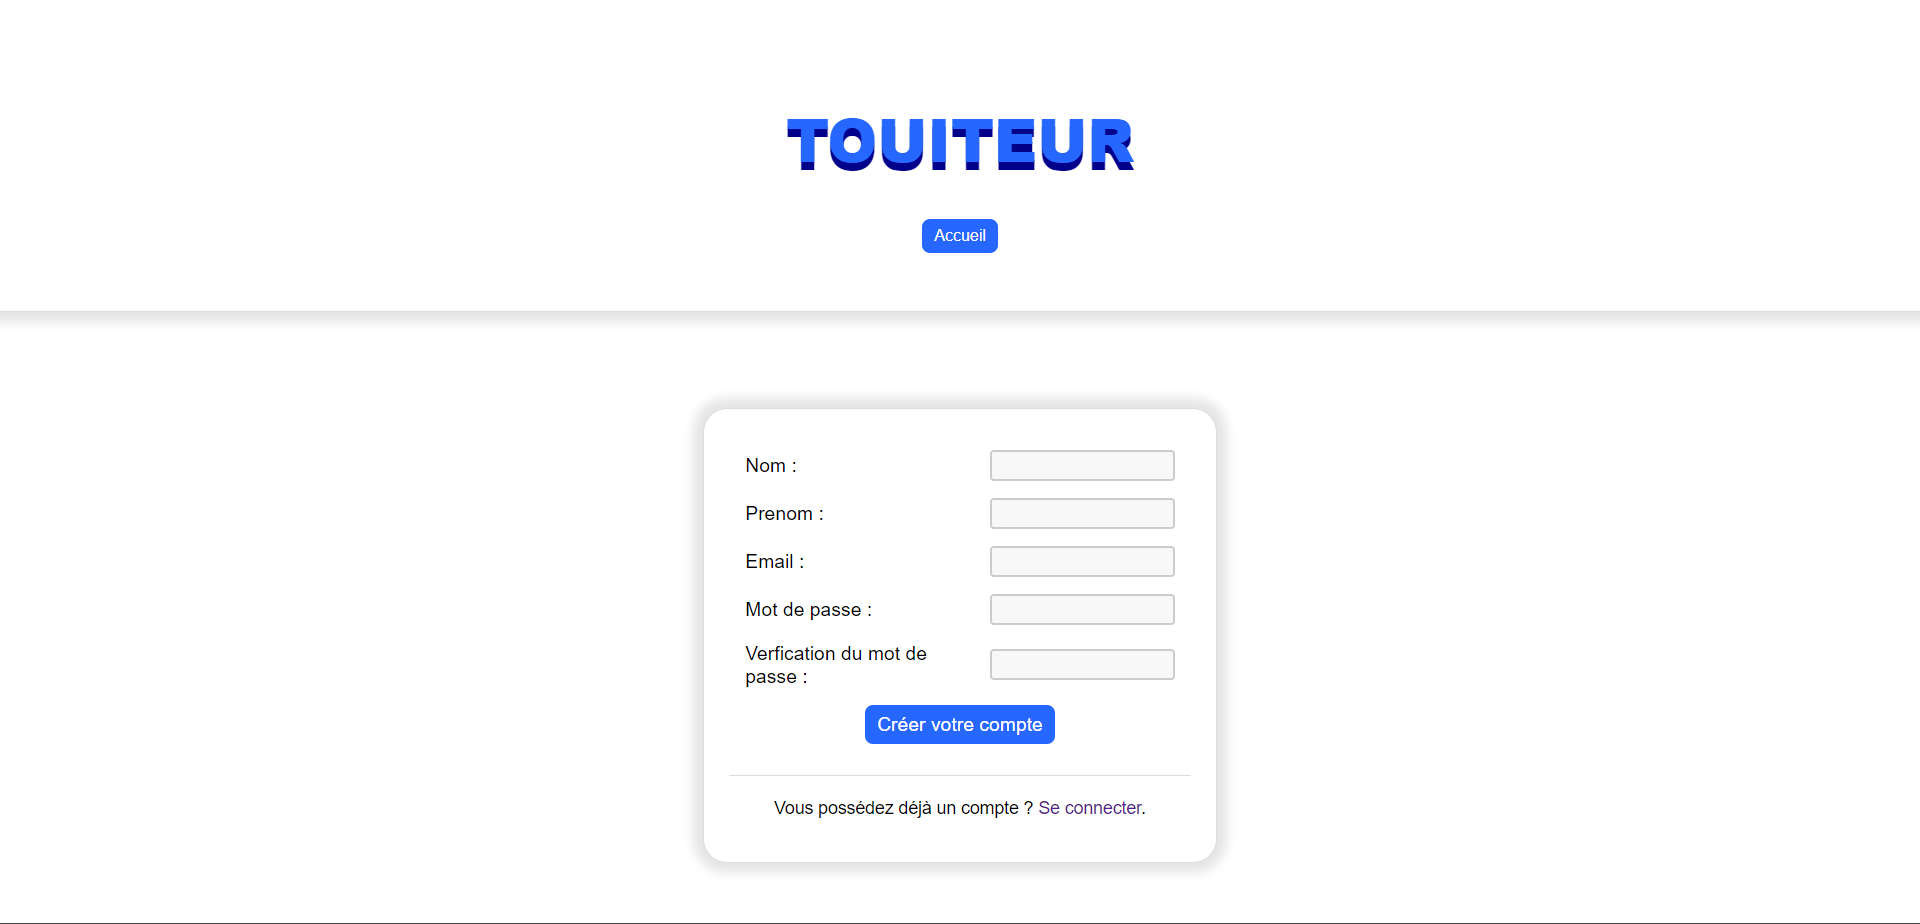 TOUITEUR
Accueil
Nom :
Prenom :
Email :
Mot de passe :
Verfication du mot de
passe :
Créer votre compte
Vous possédez déjà un compte ? Se connecter.